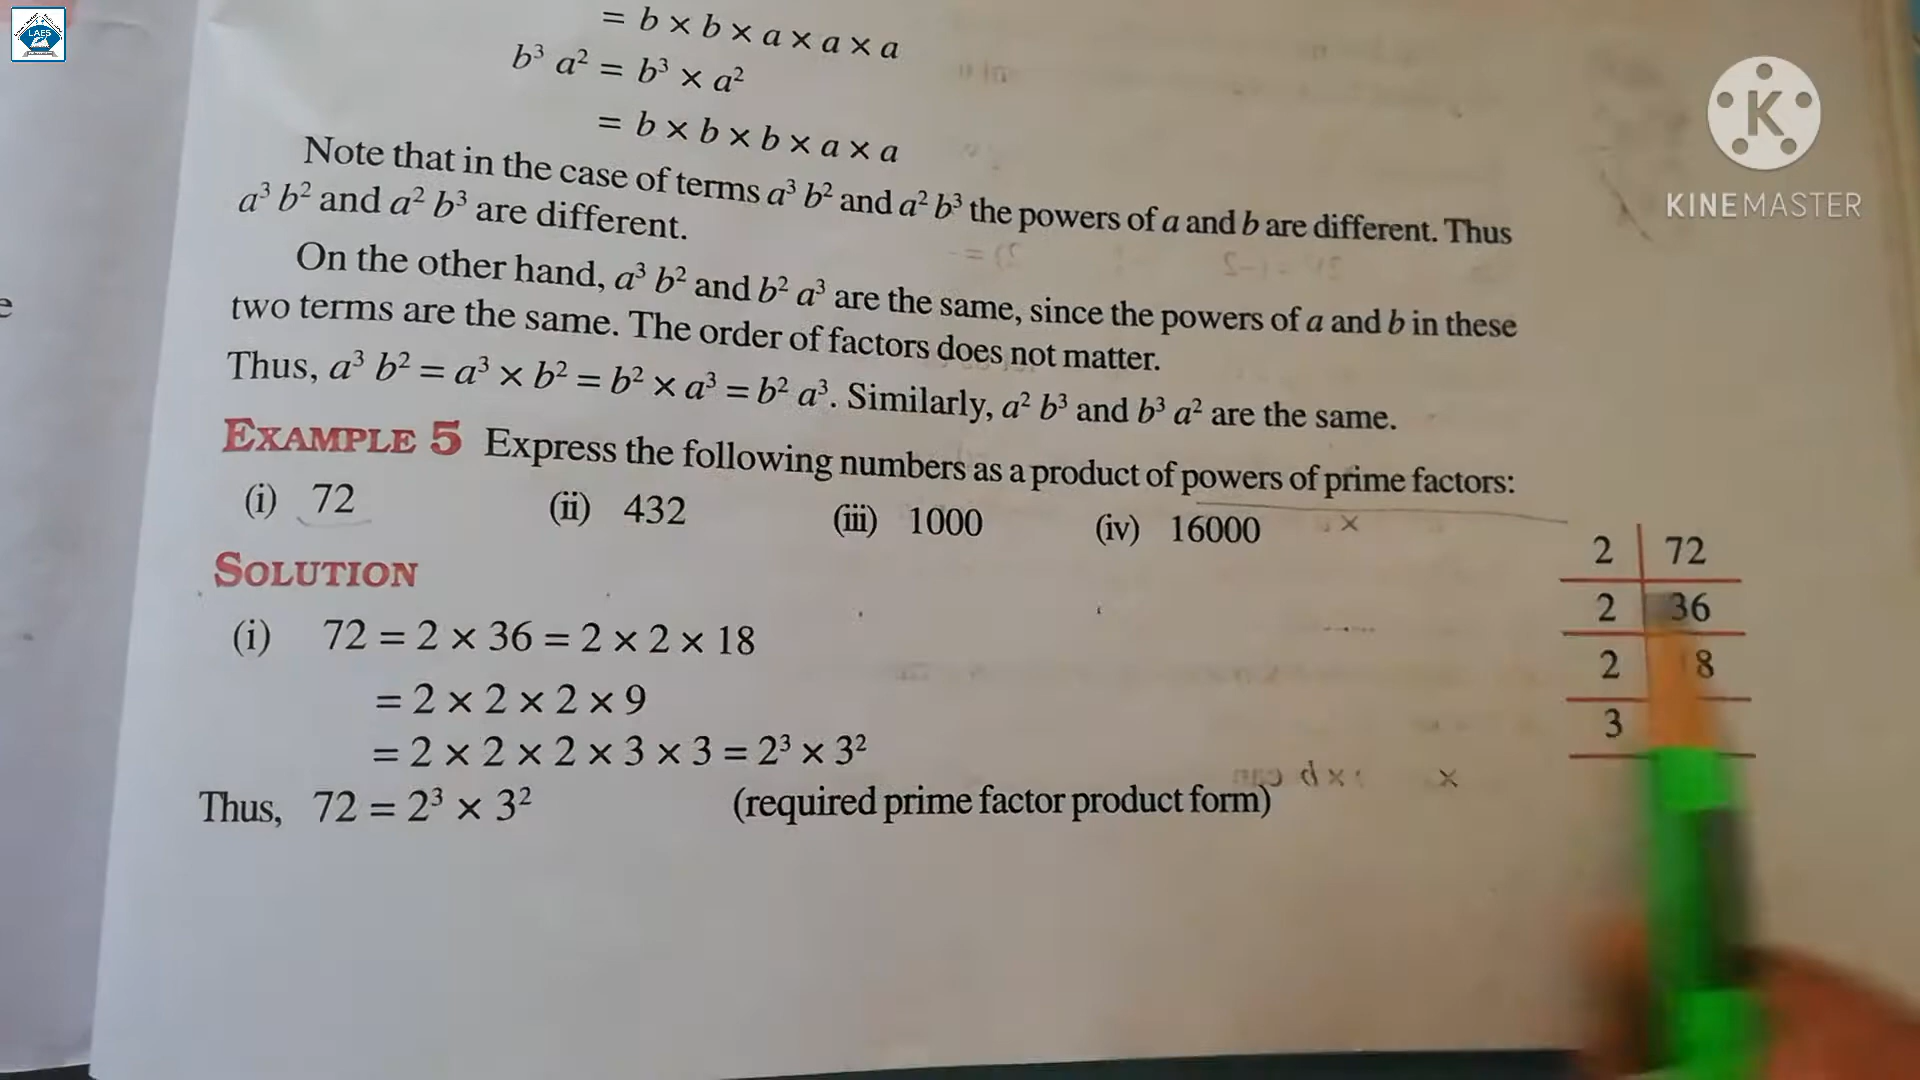 LAES
= b × b × a × a × a
b³ a² = b³ × a²
= b × b × b × a × a
Note that in the case of terms a³ b² and a² b³ the powers of a and b are different. Thus
a³ b² and a² b³ are different.
On the other hand, a³ b² and b² a³ are the same, since the powers of a and b in these
two terms are the same. The order of factors does not matter.
Thus, a³ b² = a³ × b² = b² × a³ = b² a³. Similarly, a² b³ and b³ a² are the same.
EXAMPLE 5 Express the following numbers as a product of powers of prime factors:
(i) 72 (ii) 432 (iii) 1000 (iv) 16000
SOLUTION
(i) 72 = 2 × 36 = 2 × 2 × 18
= 2 × 2 × 2 × 9
= 2 × 2 × 2 × 3 × 3 = 2³ × 3²
Thus, 72 = 2³ × 3² (required prime factor product form)
2 72
2 36
2 8
3
K
KINEMASTER